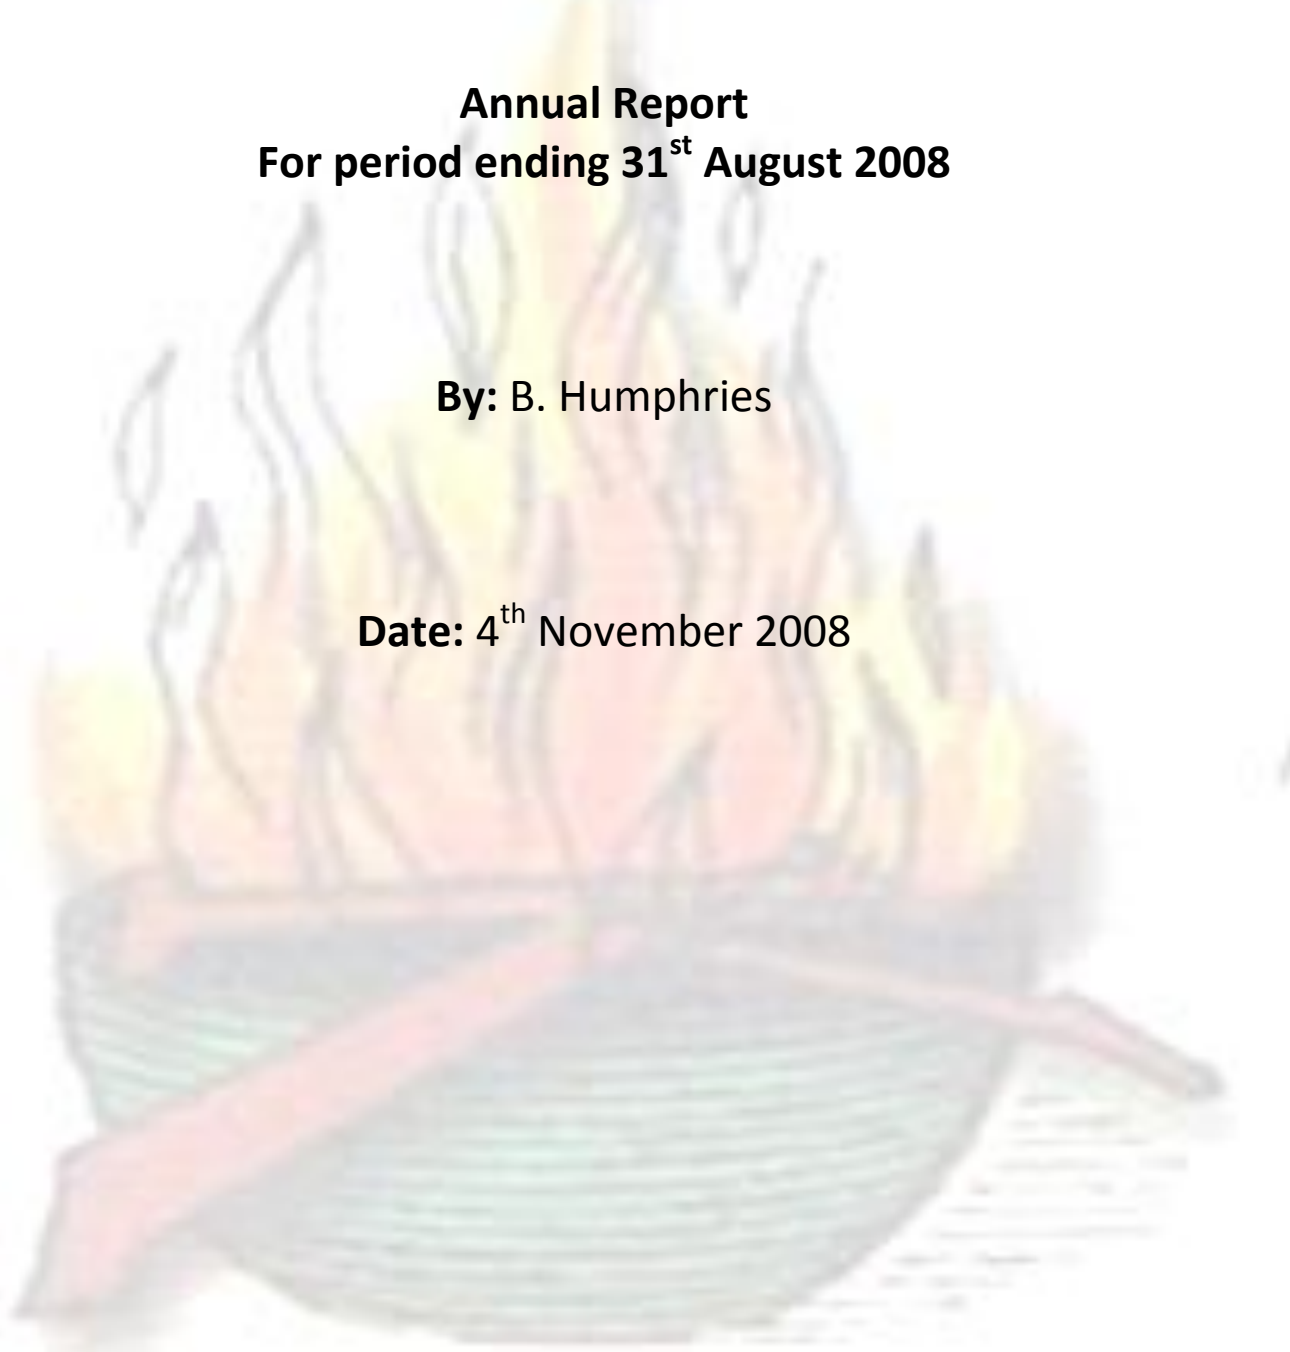 Annual Report
For period ending 31st August 2008
By: B. Humphries
Date: 4th November 2008